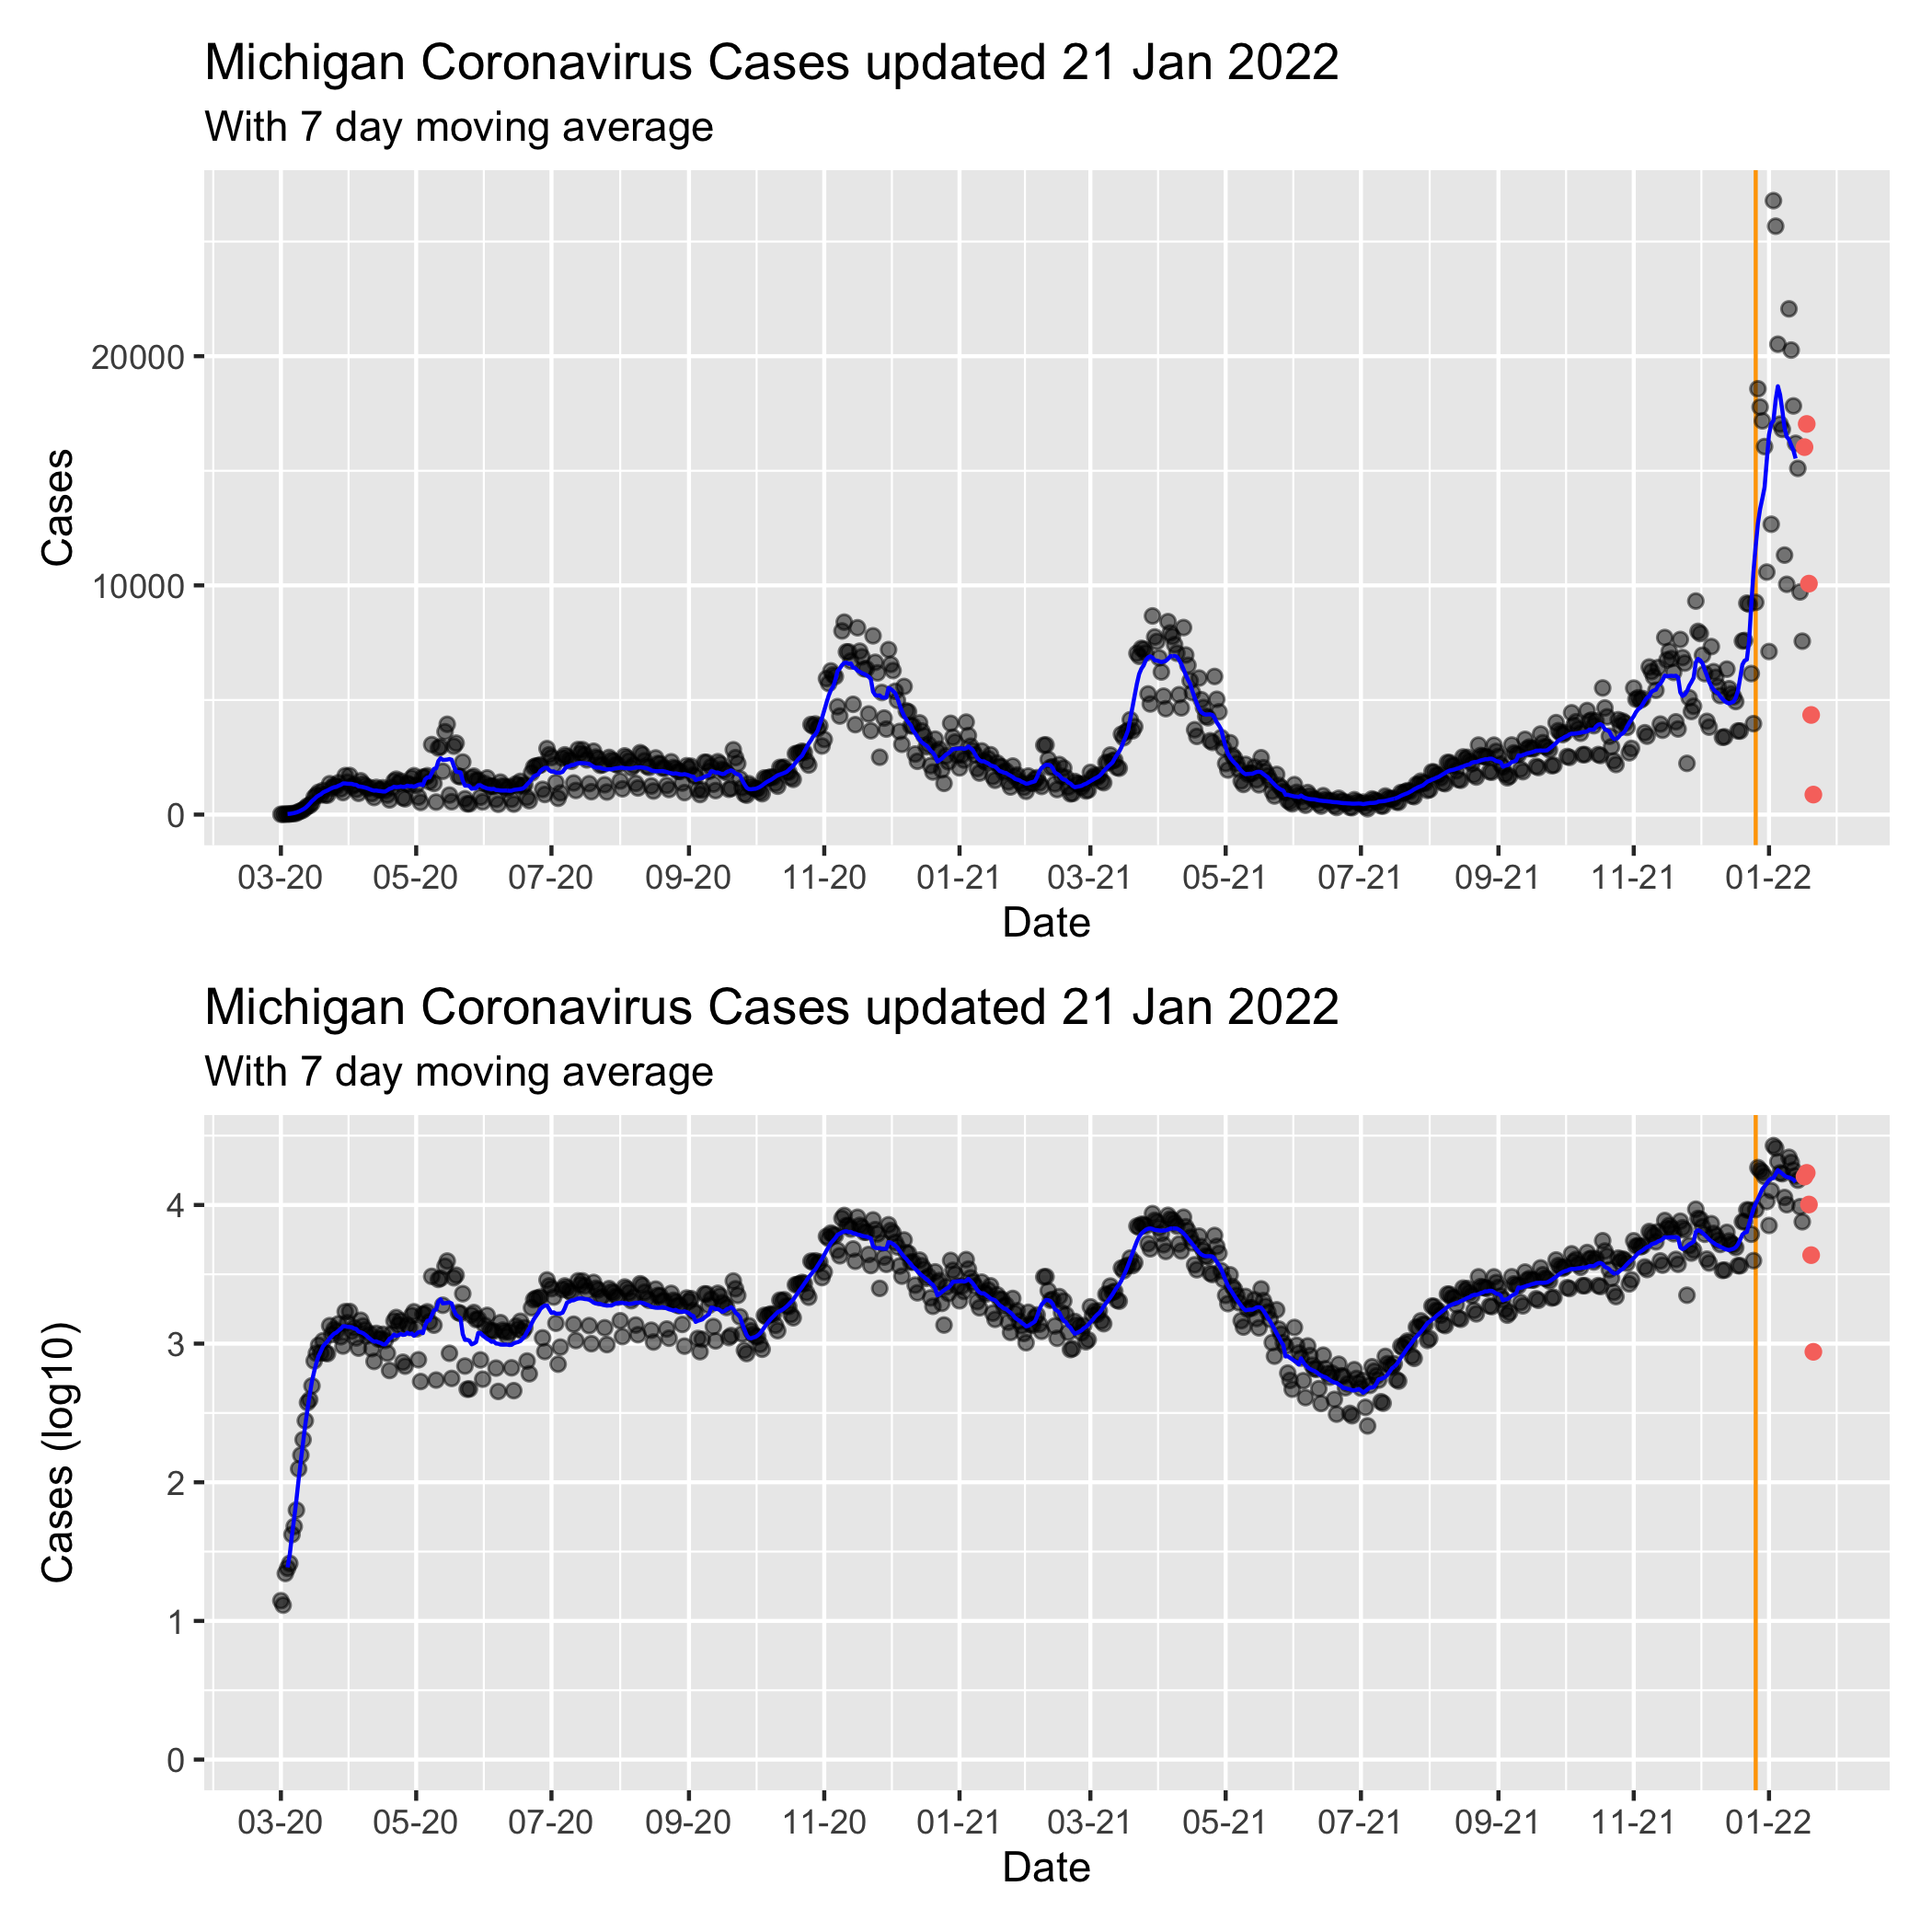 Michigan Coronavirus Cases updated 21 Jan 2022
With 7 day moving average
Cases
20000
10000
0
03-20 05-20 07-20 09-20 11-20 01-21 03-21 05-21 07-21 09-21 11-21 01-22
Date
Michigan Coronavirus Cases updated 21 Jan 2022
With 7 day moving average
Cases (log10)
4
3
2
1
0
03-20 05-20 07-20 09-20 11-20 01-21 03-21 05-21 07-21 09-21 11-21 01-22
Date